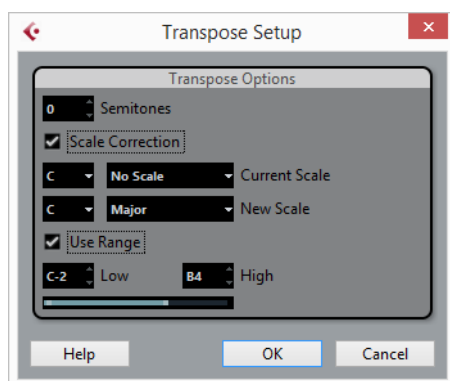 Transpose Setup
Transpose Options
0 Semitones
Scale Correction
C No Scale Current Scale
C Major New Scale
Use Range
C-2 Low B4 High
Help OK Cancel